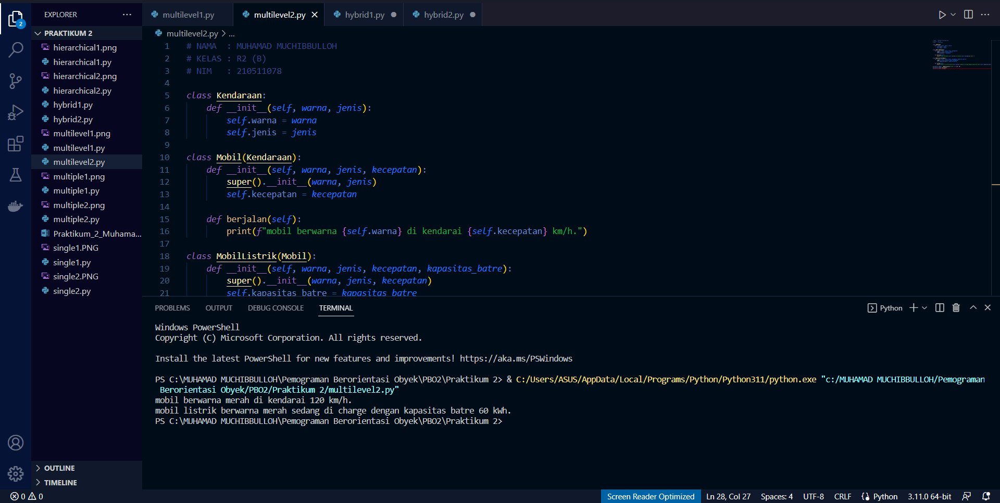 EXPLORER
PRAKTIKUM 2
hierarchical1.png
hierarchical1.py
hierarchical2.png
hierarchical2.py
hybrid1.py
hybrid2.py
multilevel1.png
multilevel1.py
multilevel2.py
multiple1.png
multiple1.py
multiple2.png
multiple2.py
Praktikum_2_Muhama...
single1.PNG
single1.py
single2.PNG
single2.py
OUTLINE
TIMELINE
2
multilevel1.py multilevel2.py hybrid1.py hybrid2.py
multilevel2.py > ...
1 # NAMA  : MUHAMAD MUCHIBBULLOH
2 # KELAS : R2 (B)
3 # NIM   : 210511078
4
5 class Kendaraan:
6     def __init__(self, warna, jenis):
7         self.warna = warna
8         self.jenis = jenis
9
10 class Mobil(Kendaraan):
11     def __init__(self, warna, jenis, kecepatan):
12         super().__init__(warna, jenis)
13         self.kecepatan = kecepatan
14
15     def berjalan(self):
16         print(f"mobil berwarna {self.warna} di kendarai {self.kecepatan} km/h.")
17
18 class MobilListrik(Mobil):
19     def __init__(self, warna, jenis, kecepatan, kapasitas_batre):
20         super().__init__(warna, jenis, kecepatan)
21         self.kapasitas_batre = kapasitas_batre
PROBLEMS OUTPUT DEBUG CONSOLE TERMINAL Python
Windows PowerShell
Copyright (C) Microsoft Corporation. All rights reserved.
Install the latest PowerShell for new features and improvements! https://aka.ms/PSWindows
PS C:\MUHAMAD MUCHIBBULLOH\Pemograman Berorientasi Obyek\PBO2\Praktikum 2> & C:/Users/ASUS/AppData/Local/Programs/Python/Python311/python.exe "c:/MUHAMAD MUCHIBBULLOH/Pemograman
Berorientasi Obyek/PBO2/Praktikum 2/multilevel2.py"
mobil berwarna merah di kendarai 120 km/h.
mobil listrik berwarna merah sedang di charge dengan kapasitas batre 60 kWh.
PS C:\MUHAMAD MUCHIBBULLOH\Pemograman Berorientasi Obyek\PBO2\Praktikum 2>
0 0 Screen Reader Optimized Ln 28, Col 27 Spaces: 4 UTF-8 CRLF Python 3.11.0 64-bit